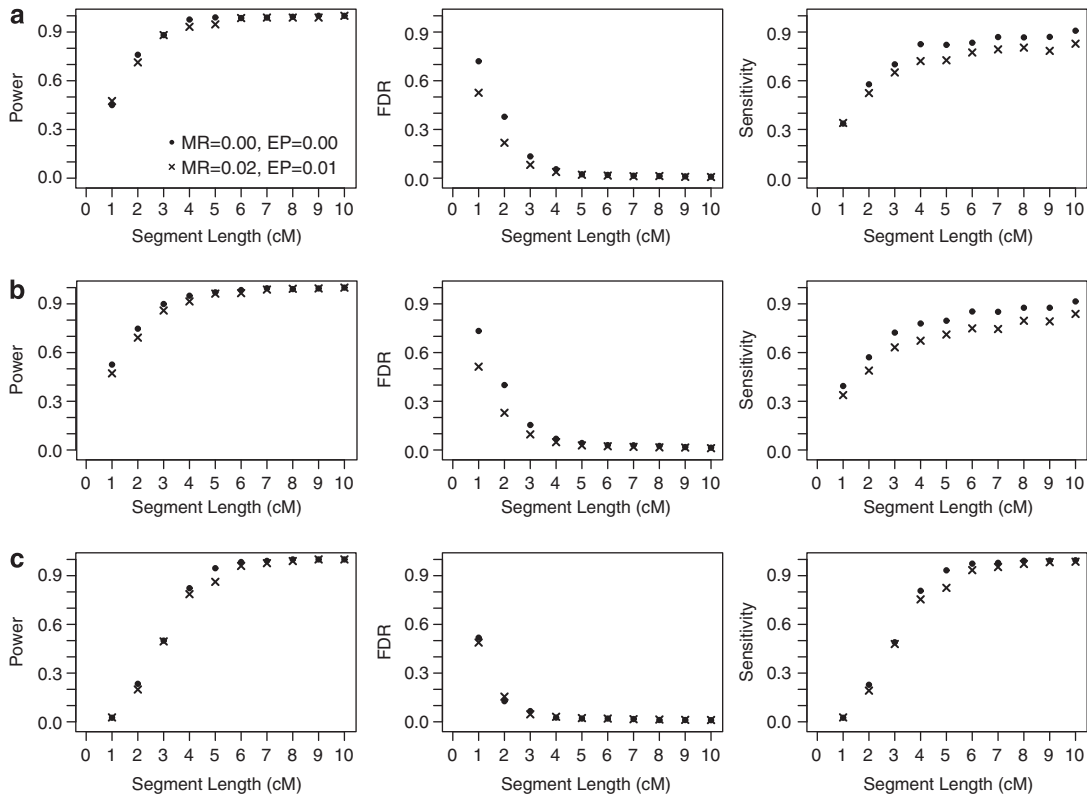 a
Power
0.9
0.6
0.3
0.0
• MR=0.00, EP=0.00
× MR=0.02, EP=0.01
0 1 2 3 4 5 6 7 8 9 10
Segment Length (cM)
FDR
0.9
0.6
0.3
0.0
0 1 2 3 4 5 6 7 8 9 10
Segment Length (cM)
Sensitivity
0.9
0.6
0.3
0.0
0 1 2 3 4 5 6 7 8 9 10
Segment Length (cM)
b
Power
0.9
0.6
0.3
0.0
0 1 2 3 4 5 6 7 8 9 10
Segment Length (cM)
FDR
0.9
0.6
0.3
0.0
0 1 2 3 4 5 6 7 8 9 10
Segment Length (cM)
Sensitivity
0.9
0.6
0.3
0.0
0 1 2 3 4 5 6 7 8 9 10
Segment Length (cM)
c
Power
0.9
0.6
0.3
0.0
0 1 2 3 4 5 6 7 8 9 10
Segment Length (cM)
FDR
0.9
0.6
0.3
0.0
0 1 2 3 4 5 6 7 8 9 10
Segment Length (cM)
Sensitivity
0.9
0.6
0.3
0.0
0 1 2 3 4 5 6 7 8 9 10
Segment Length (cM)